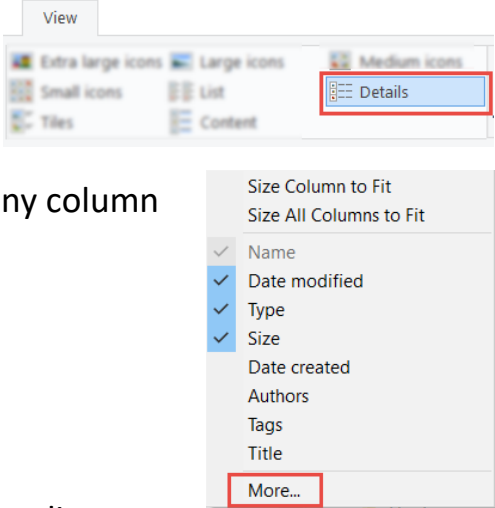 View
Extra large icons Large icons Medium icons
Small icons List Details
Tiles Content
ny column
Size Column to Fit
Size All Columns to Fit
Name
Date modified
Type
Size
Date created
Authors
Tags
Title
More...